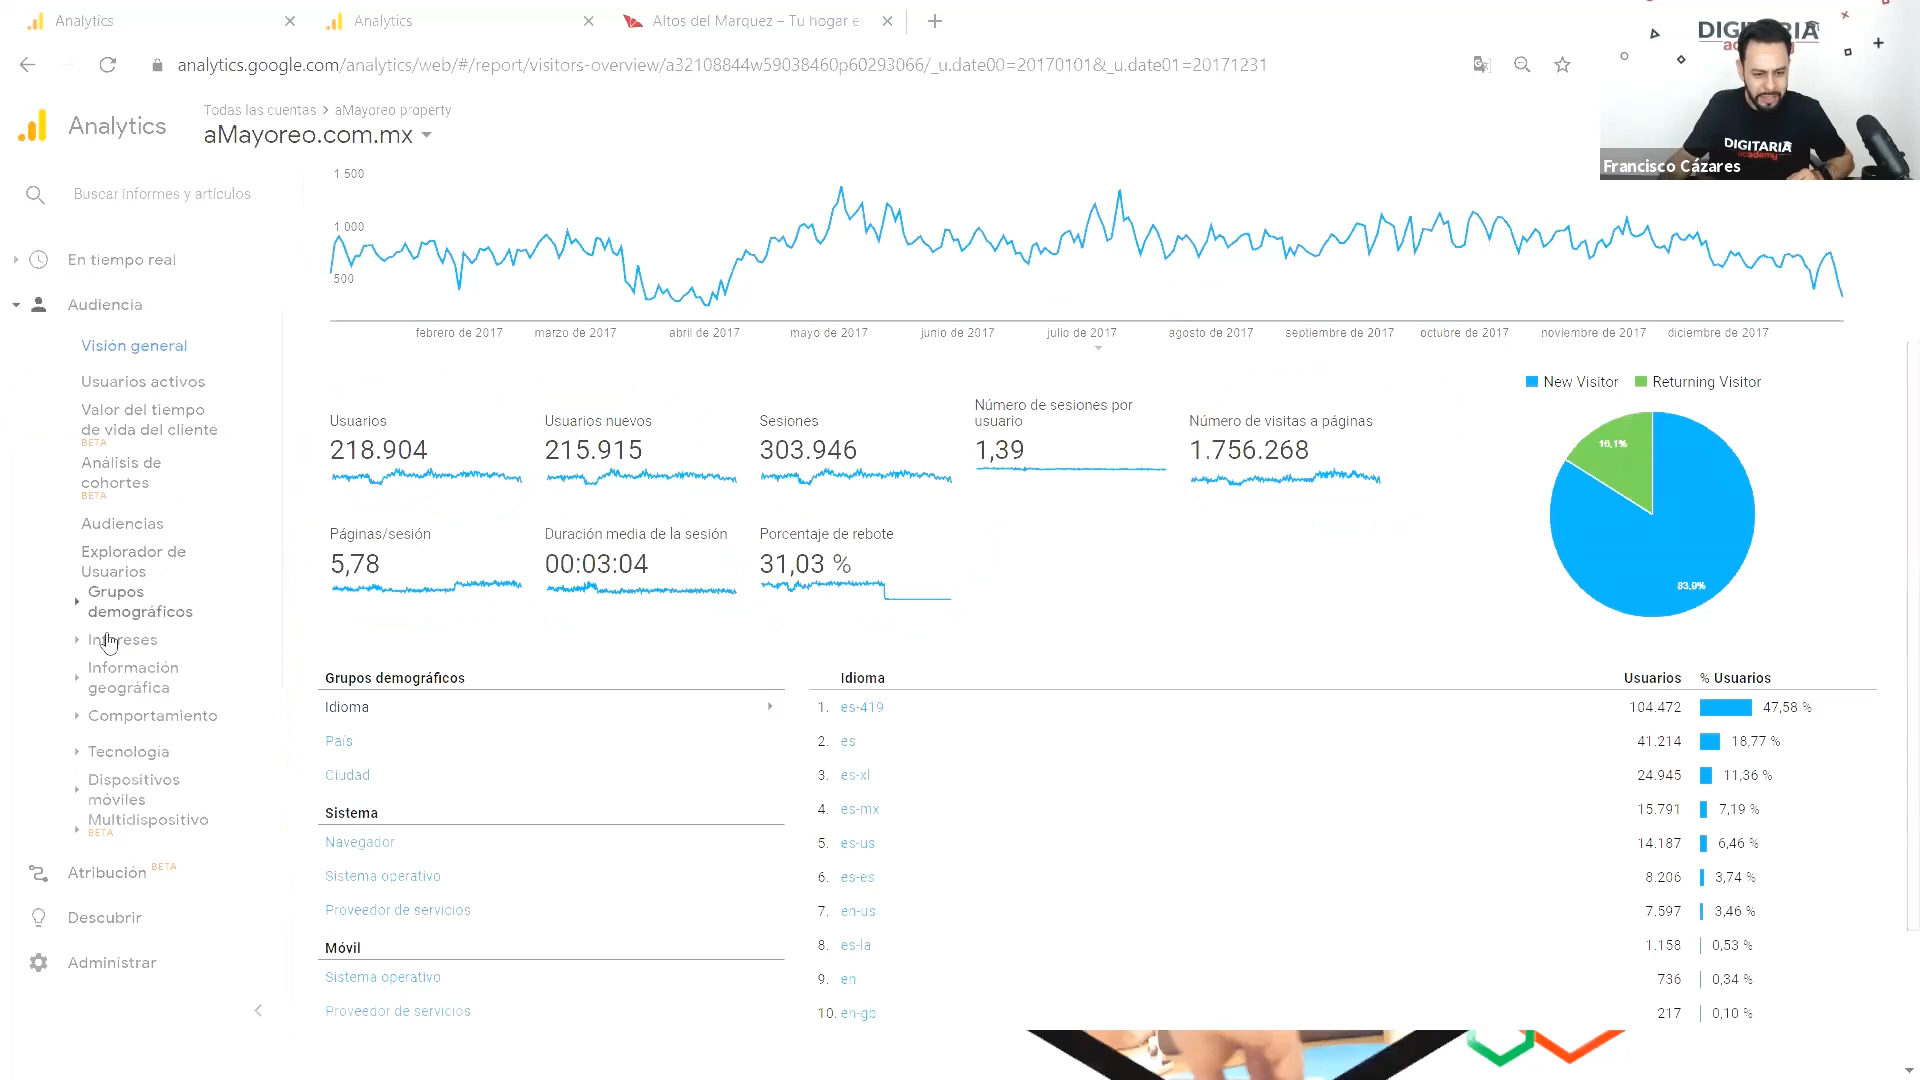 Analytics
Analytics
Altos del Marquez – Tu hogar e
analytics.google.com/analytics/web/#/report/visitors-overview/a32108844w59038460p60293066/_u.date00=20170101&_u.date01=20171231
DIGITARIA
Analytics
Todas las cuentas > aMayoreo property
aMayoreo.com.mx
DIGITARIA
academy
Francisco Cázares
Buscar informes y artículos
En tiempo real
Audiencia
Visión general
Usuarios activos
Valor del tiempo
de vida del cliente
BETA
Análisis de
cohortes
BETA
Audiencias
Explorador de
Usuarios
Grupos
demográficos
Intereses
Información
geográfica
Comportamiento
Tecnología
Dispositivos
móviles
Multidispositivo
BETA
Atribución BETA
Descubrir
Administrar
1.500
1.000
500
febrero de 2017 marzo de 2017 abril de 2017 mayo de 2017 junio de 2017 julio de 2017 agosto de 2017 septiembre de 2017 octubre de 2017 noviembre de 2017 diciembre de 2017
New Visitor Returning Visitor
Usuarios
218.904
Usuarios nuevos
215.915
Sesiones
303.946
Número de sesiones por
usuario
1,39
Número de visitas a páginas
1.756.268
Páginas/sesión
5,78
Duración media de la sesión
00:03:04
Porcentaje de rebote
31,03 %
16,1%
83,9%
Grupos demográficos
Idioma
País
Ciudad
Sistema
Navegador
Sistema operativo
Proveedor de servicios
Móvil
Sistema operativo
Proveedor de servicios
Idioma Usuarios % Usuarios
1. es-419 104.472 47,58 %
2. es 41.214 18,77 %
3. es-xl 24.945 11,36 %
4. es-mx 15.791 7,19 %
5. es-us 14.187 6,46 %
6. es-es 8.206 3,74 %
7. en-us 7.597 3,46 %
8. es-la 1.158 0,53 %
9. en 736 0,34 %
10. en-gb 217 0,10 %